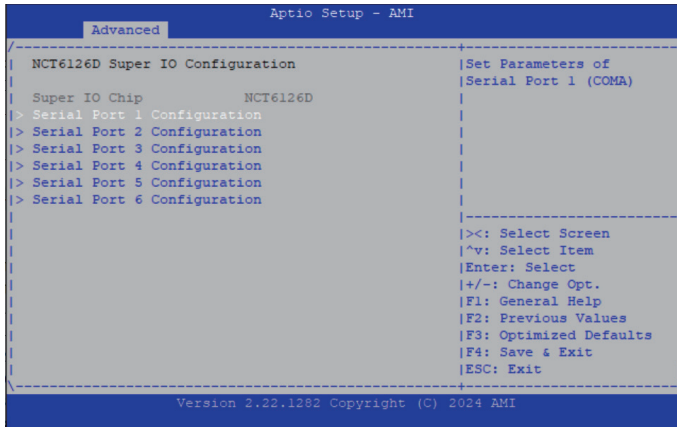 Aptio Setup - AMI
Advanced
NCT6126D Super IO Configuration
Super IO Chip NCT6126D
> Serial Port 1 Configuration
> Serial Port 2 Configuration
> Serial Port 3 Configuration
> Serial Port 4 Configuration
> Serial Port 5 Configuration
> Serial Port 6 Configuration
Set Parameters of
Serial Port 1 (COMA)
><: Select Screen
^v: Select Item
Enter: Select
+/-: Change Opt.
F1: General Help
F2: Previous Values
F3: Optimized Defaults
F4: Save & Exit
ESC: Exit
Version 2.22.1282 Copyright (C) 2024 AMI